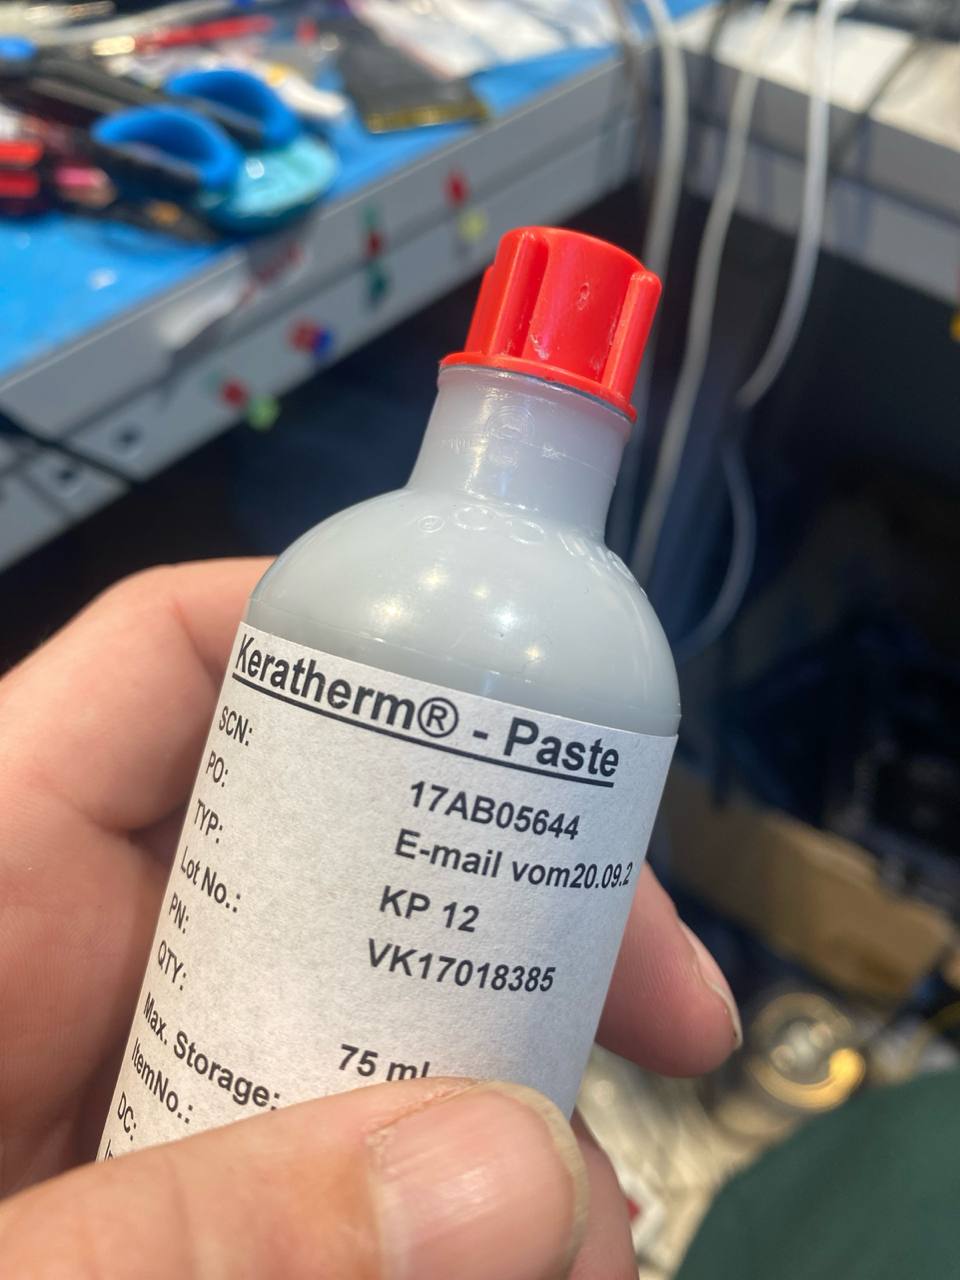 Keratherm® - Paste
SCN: 17AB05644
PO: E-mail vom20.09.2
TYP: KP 12
Lot No.: VK17018385
PN:
QTY: 75 ml
Max. Storage:
ItemNo.:
DC: